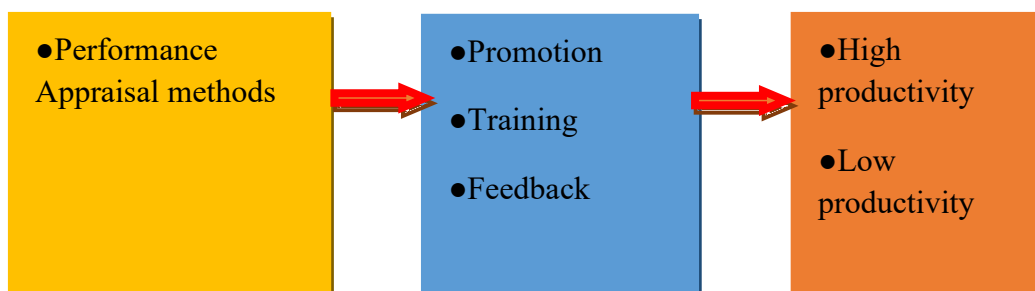 ●Performance
Appraisal methods
●Promotion
●Training
●Feedback
●High
productivity
●Low
productivity